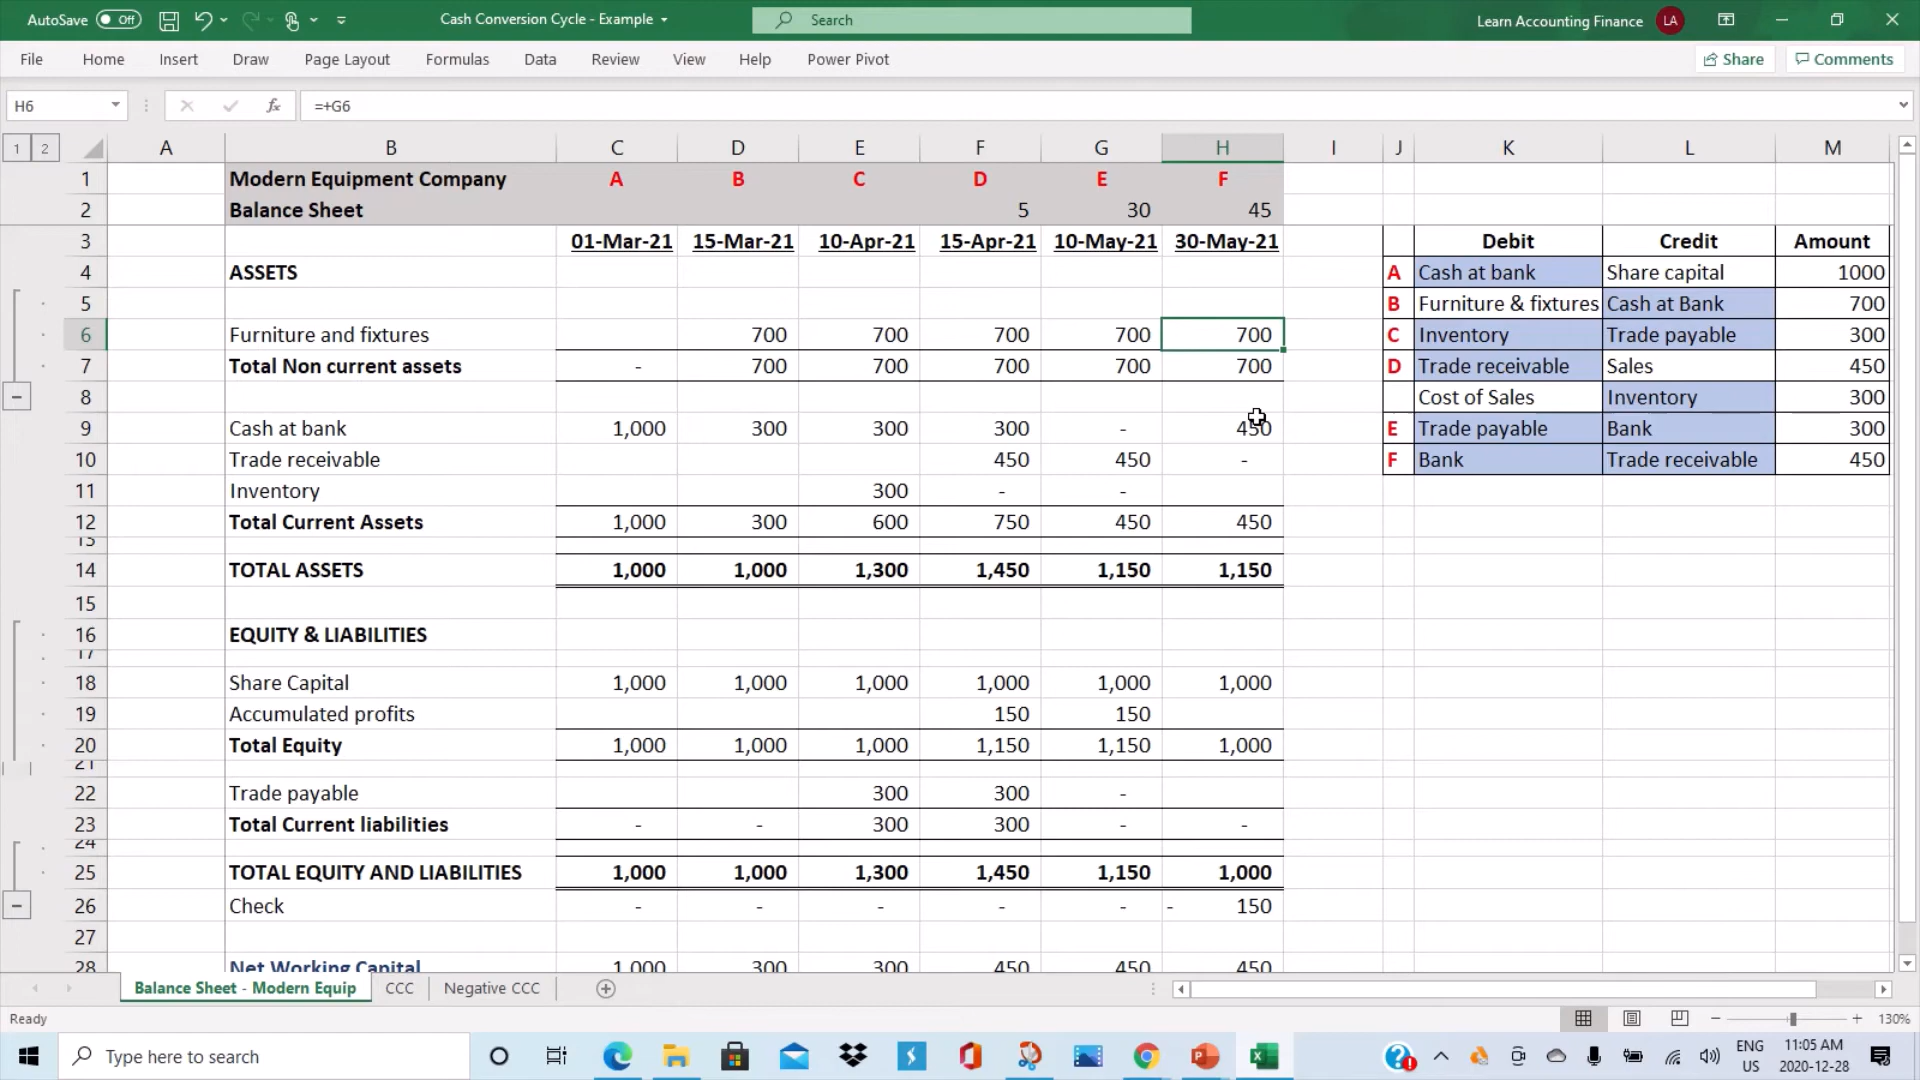 AutoSave Off Cash Conversion Cycle - Example Search Learn Accounting Finance LA
File Home Insert Draw Page Layout Formulas Data Review View Help Power Pivot Share Comments
H6 fx =+G6
1 2 A B C D E F G H I J K L M
1 Modern Equipment Company A B C D E F
2 Balance Sheet 5 30 45
3 01-Mar-21 15-Mar-21 10-Apr-21 15-Apr-21 10-May-21 30-May-21 Debit Credit Amount
4 ASSETS A Cash at bank Share capital 1000
5 B Furniture & fixtures Cash at Bank 700
6 Furniture and fixtures 700 700 700 700 700 C Inventory Trade payable 300
7 Total Non current assets - 700 700 700 700 700 D Trade receivable Sales 450
8 Cost of Sales Inventory 300
9 Cash at bank 1,000 300 300 300 - 450 E Trade payable Bank 300
10 Trade receivable 450 450 - F Bank Trade receivable 450
11 Inventory 300 - -
12 Total Current Assets 1,000 300 600 750 450 450
13
14 TOTAL ASSETS 1,000 1,000 1,300 1,450 1,150 1,150
15
16 EQUITY & LIABILITIES
17
18 Share Capital 1,000 1,000 1,000 1,000 1,000 1,000
19 Accumulated profits 150 150
20 Total Equity 1,000 1,000 1,000 1,150 1,150 1,000
21
22 Trade payable 300 300 -
23 Total Current liabilities - - 300 300 - -
24
25 TOTAL EQUITY AND LIABILITIES 1,000 1,000 1,300 1,450 1,150 1,000
26 Check - - - - - - 150
27
28 Net Working Capital 1,000 300 300 450 450 450
Balance Sheet - Modern Equip CCC Negative CCC
Ready 130%
Type here to search ENG US 11:05 AM 2020-12-28